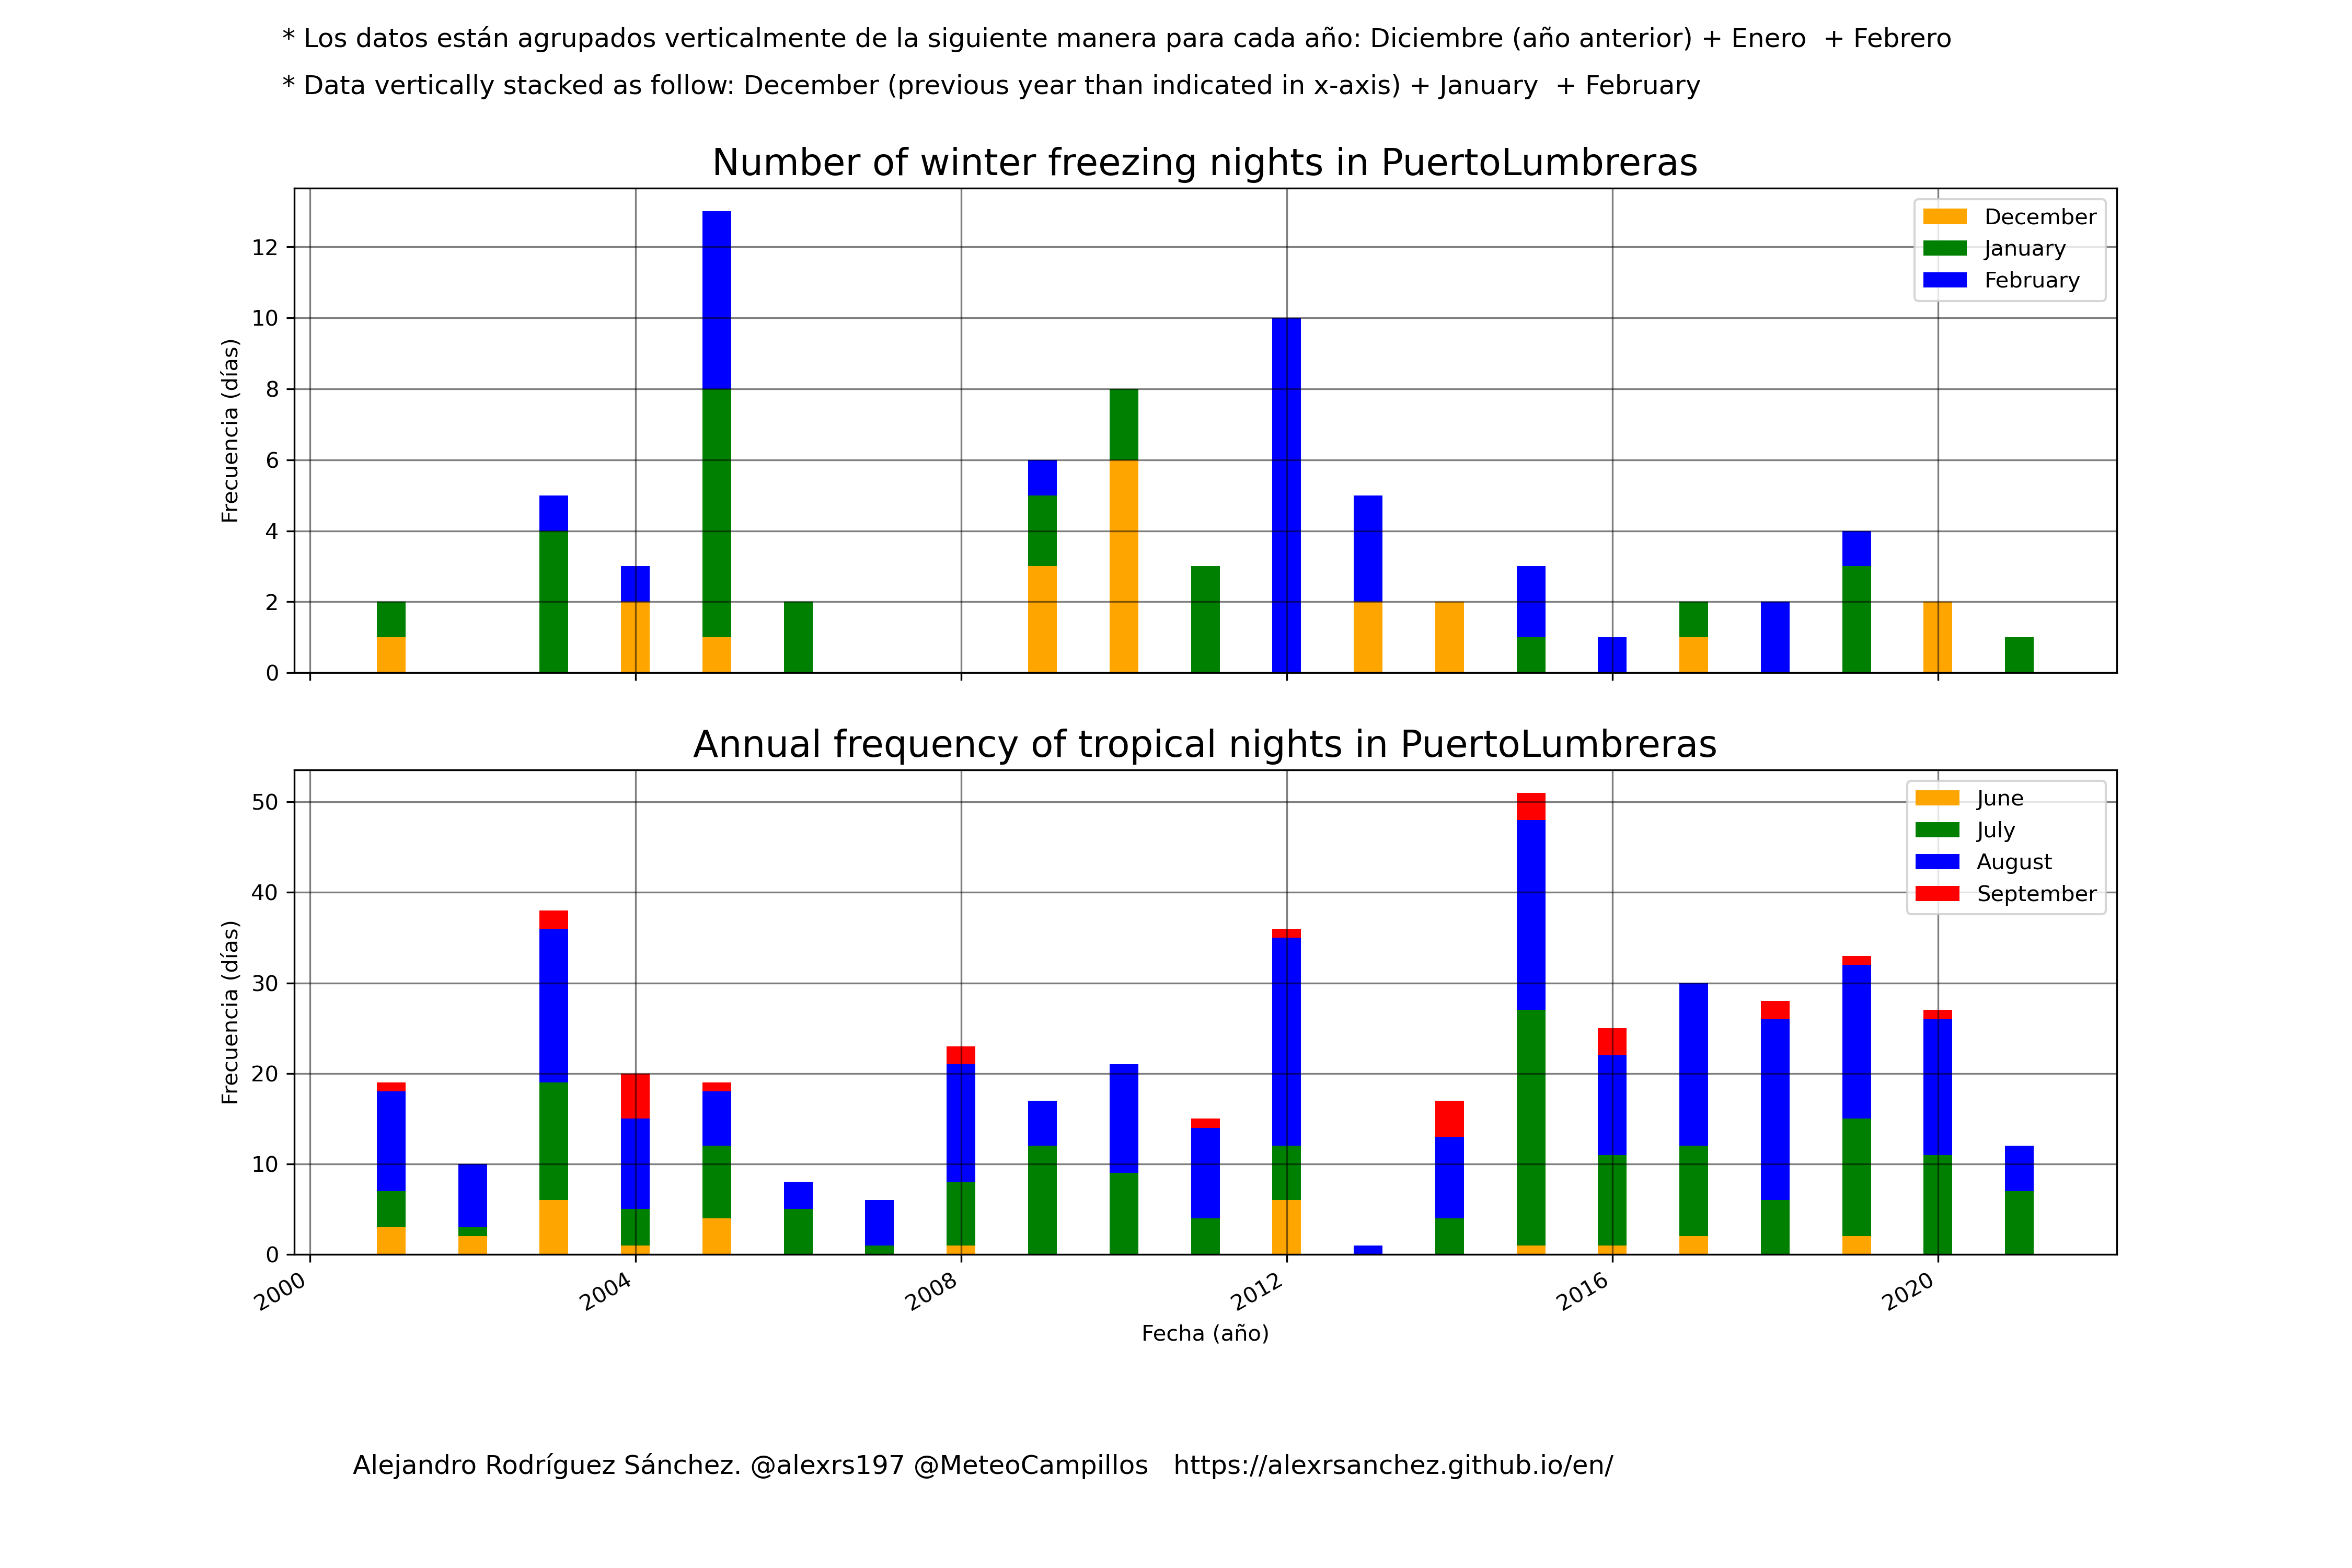 * Los datos están agrupados verticalmente de la siguiente manera para cada año: Diciembre (año anterior) + Enero  + Febrero
* Data vertically stacked as follow: December (previous year than indicated in x-axis) + January  + February
Number of winter freezing nights in PuertoLumbreras
Frecuencia (días)
12
10
8
6
4
2
0
December
January
February
Annual frequency of tropical nights in PuertoLumbreras
Frecuencia (días)
50
40
30
20
10
0
June
July
August
September
2000
2004
2008
2012
2016
2020
Fecha (año)
Alejandro Rodríguez Sánchez. @alexrs197 @MeteoCampillos   https://alexrsanchez.github.io/en/